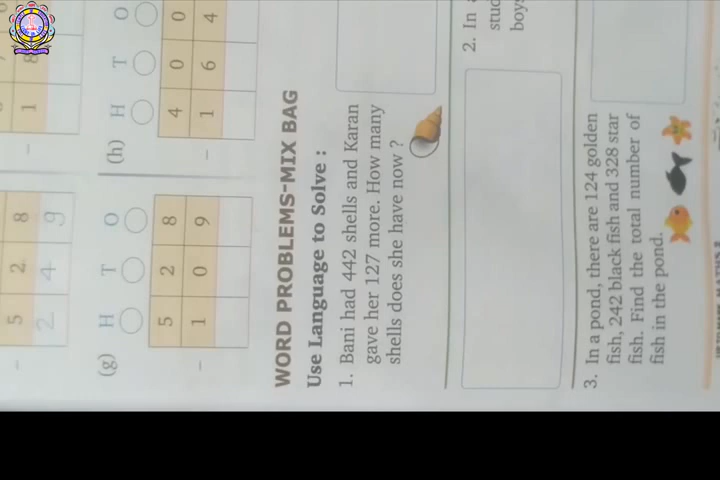 5 2 8
2 4 9
1 8
(g) H T O
5 2 8
- 1 0 9
(h) H T O
4 0 0
- 1 6 4
WORD PROBLEMS-MIX BAG
Use Language to Solve :
1. Bani had 442 shells and Karan
gave her 127 more. How many
shells does she have now ?
2. In
boys
3. In a pond, there are 124 golden
fish, 242 black fish and 328 star
fish. Find the total number of
fish in the pond.